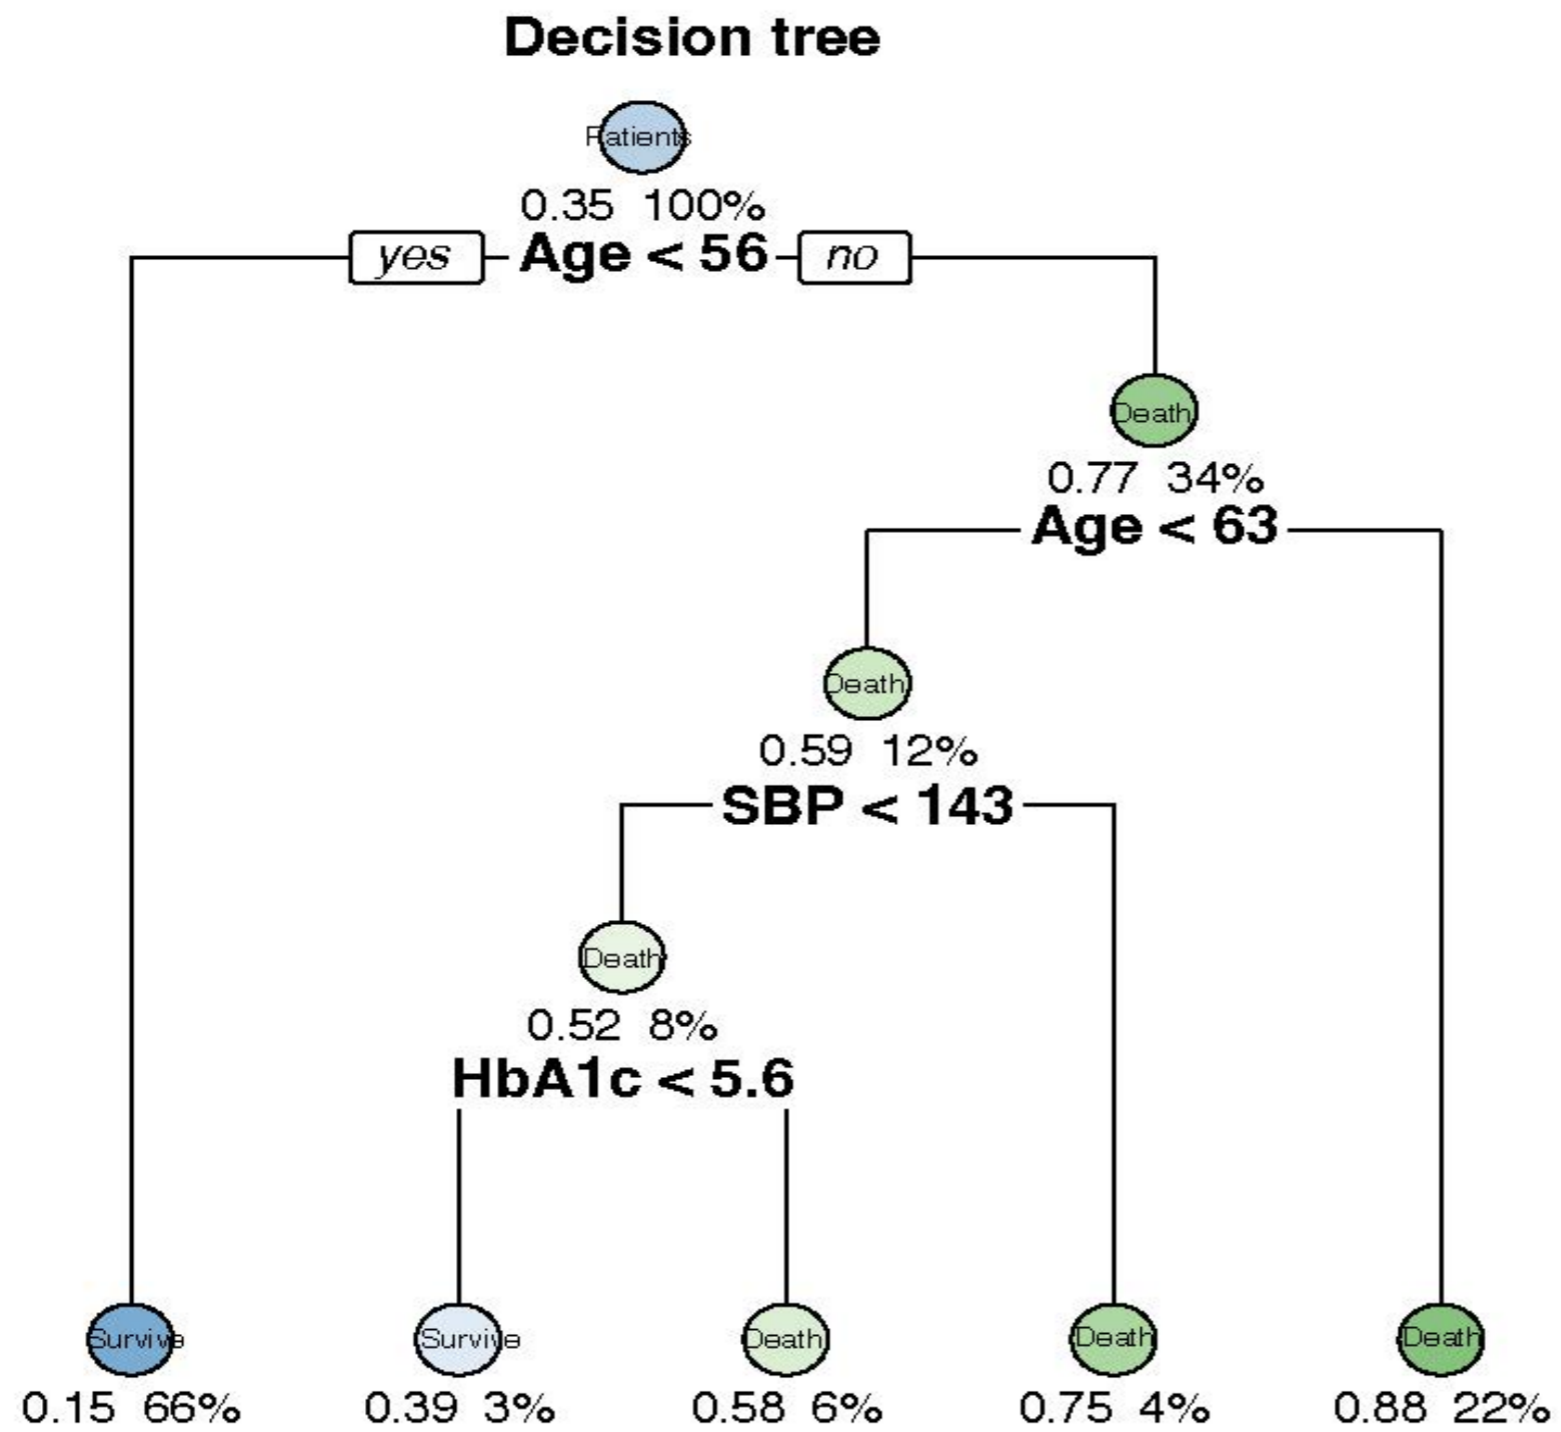 Decision tree
Patients
0.35 100%
yes Age < 56 no
Death
0.77 34%
Age < 63
Death
0.59 12%
SBP < 143
Death
0.52 8%
HbA1c < 5.6
Survive Survive Death Death Death
0.15 66% 0.39 3% 0.58 6% 0.75 4% 0.88 22%